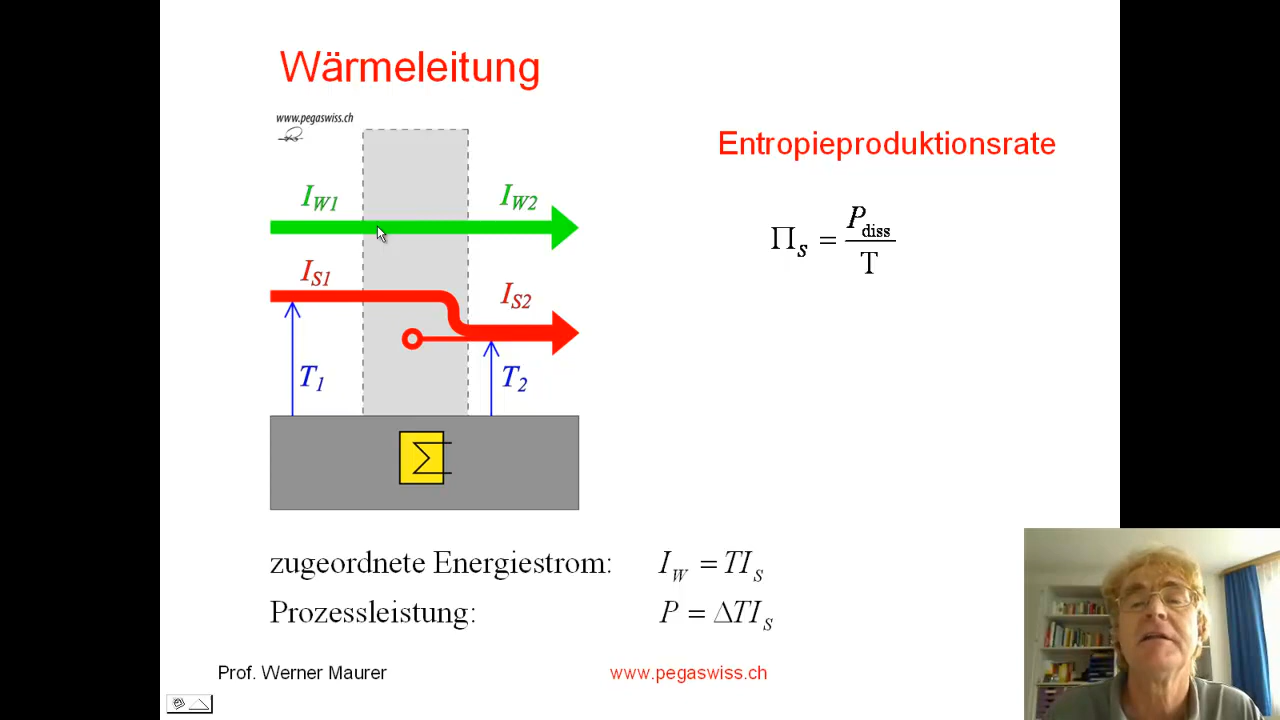 Wärmeleitung
www.pegaswiss.ch
Entropieproduktionsrate
I_W1
I_W2
Π_s = P_diss / T
I_S1
I_S2
T_1
T_2
zugeordnete Energiestrom: I_W = TI_S
Prozessleistung: P = ΔTI_S
Prof. Werner Maurer
www.pegaswiss.ch